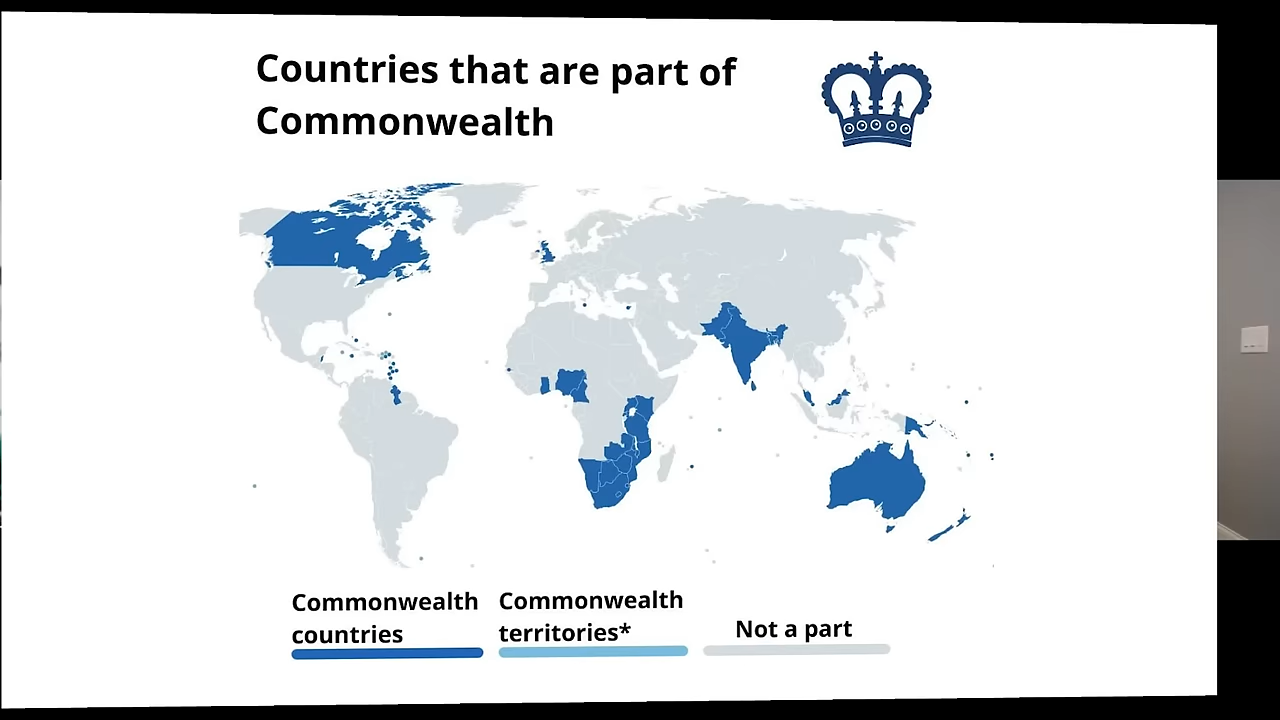 Countries that are part of
Commonwealth
Commonwealth
countries
Commonwealth
territories*
Not a part